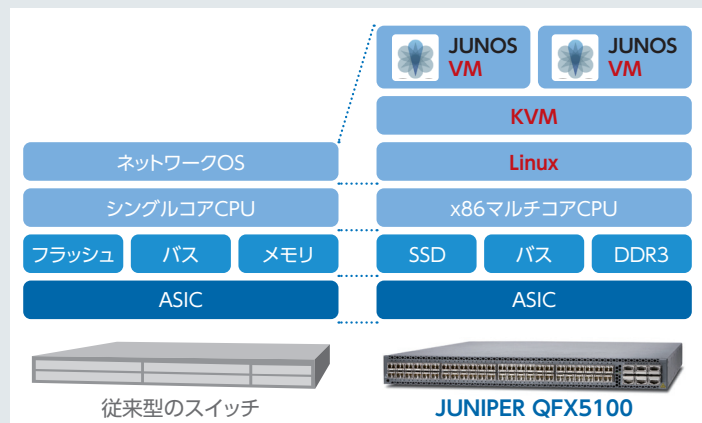 JUNOS
VM
JUNOS
VM
KVM
ネットワークOS
Linux
シングルコアCPU
x86マルチコアCPU
フラッシュ
バス
メモリ
SSD
バス
DDR3
ASIC
ASIC
従来型のスイッチ
JUNIPER QFX5100